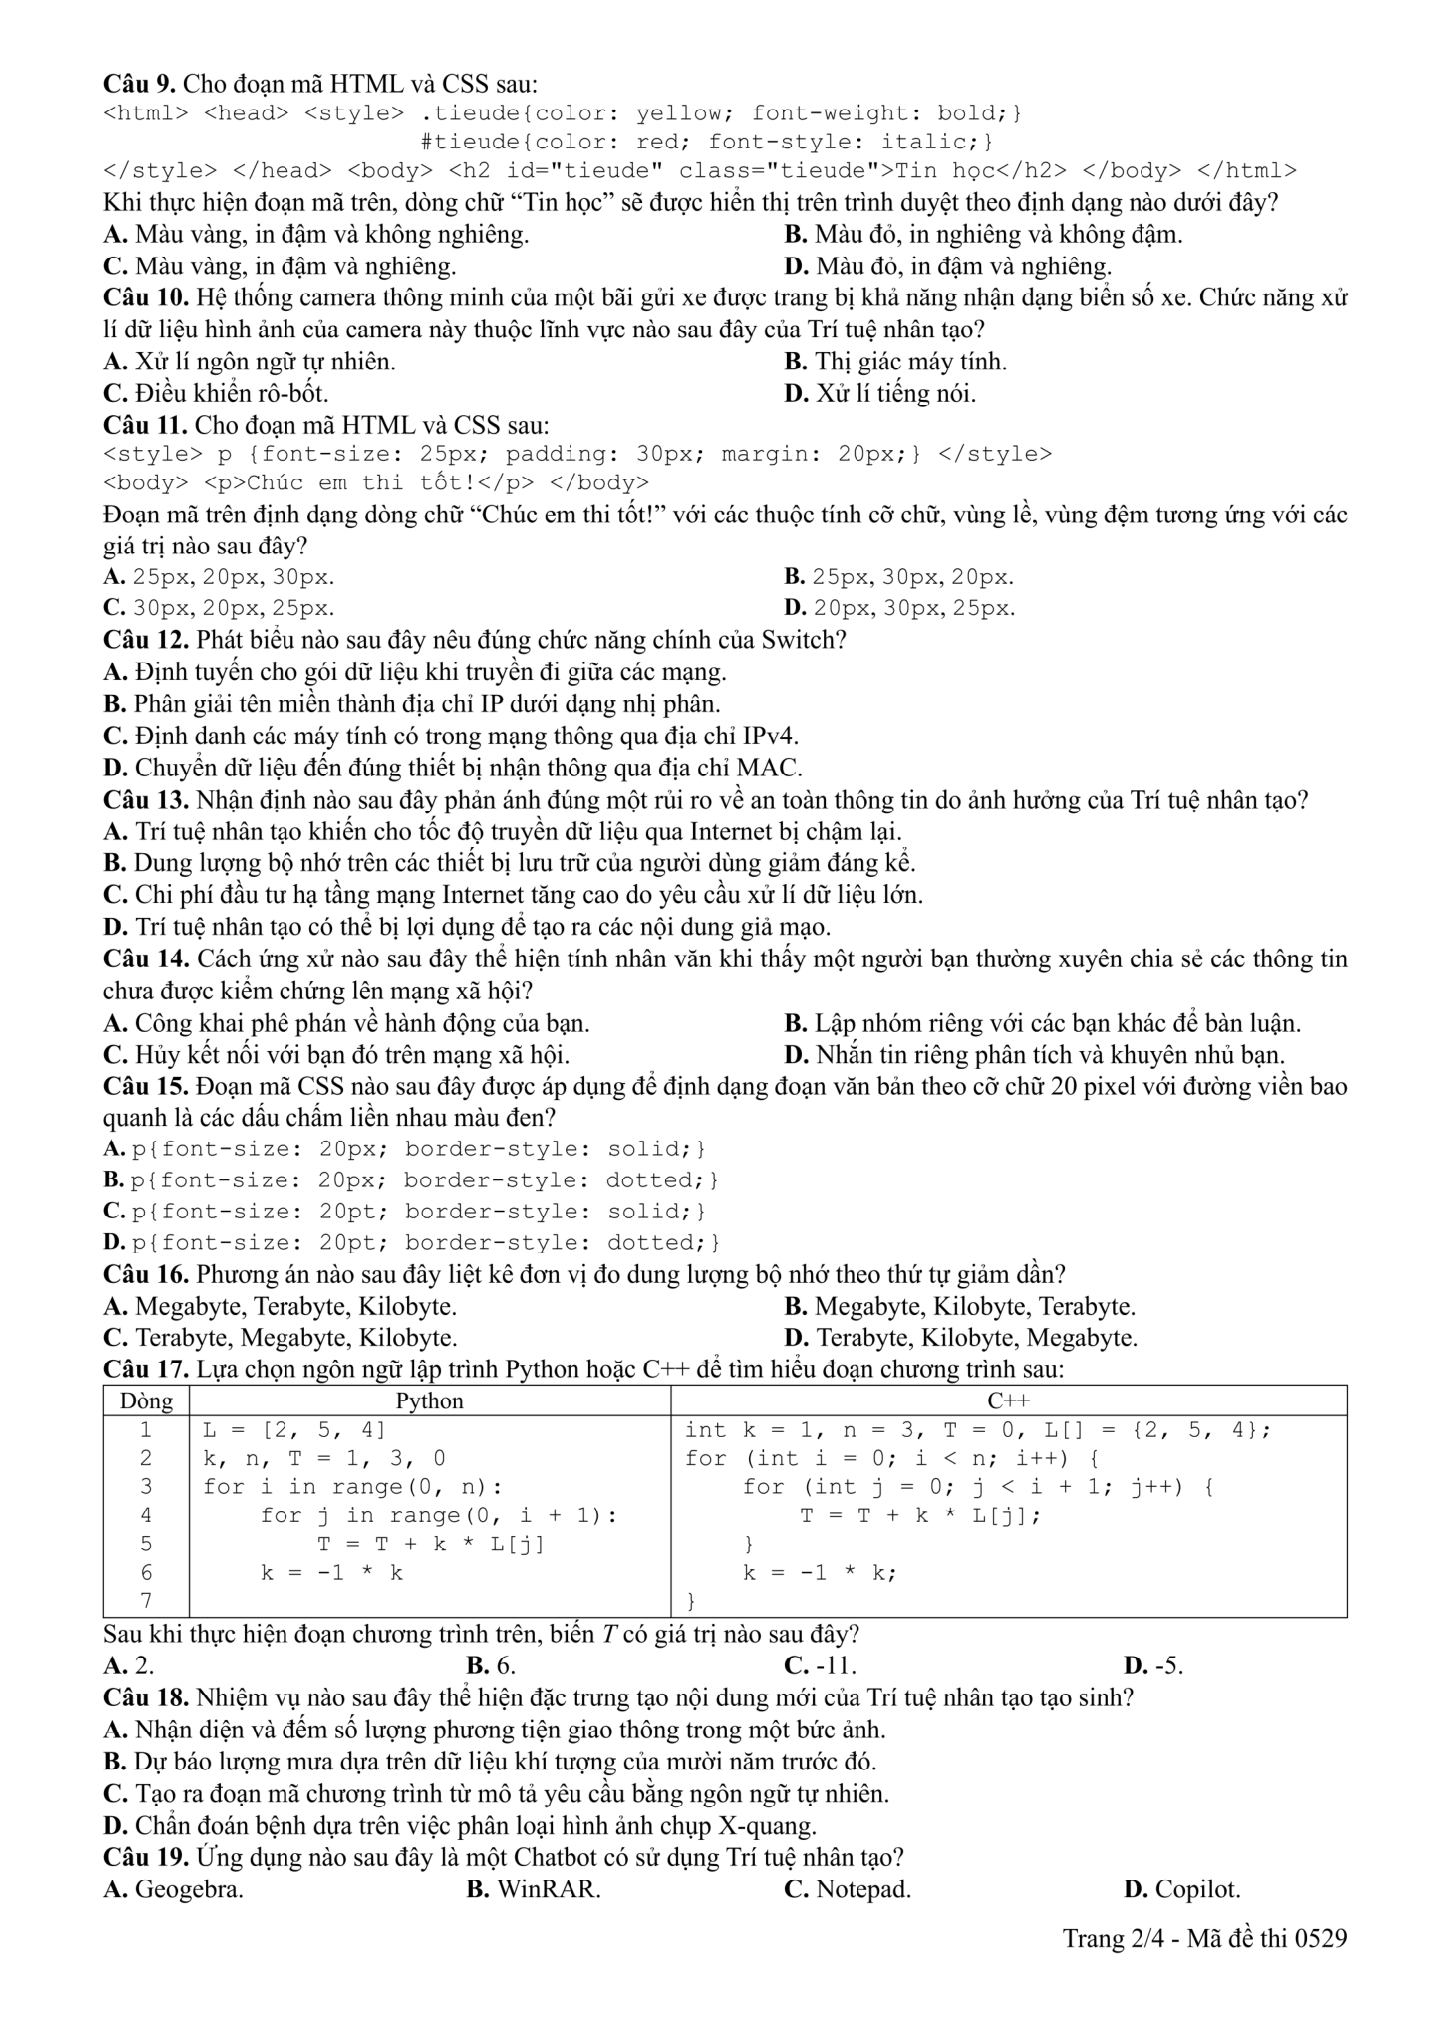 Câu 9. Cho đoạn mã HTML và CSS sau:
<html> <head> <style> .tieude{color: yellow; font-weight: bold;}
#tieude{color: red; font-style: italic;}
</style> </head> <body> <h2 id="tieude" class="tieude">Tin học</h2> </body> </html>
Khi thực hiện đoạn mã trên, dòng chữ “Tin học” sẽ được hiển thị trên trình duyệt theo định dạng nào dưới đây?
A. Màu vàng, in đậm và không nghiêng. B. Màu đỏ, in nghiêng và không đậm.
C. Màu vàng, in đậm và nghiêng. D. Màu đỏ, in đậm và nghiêng.
Câu 10. Hệ thống camera thông minh của một bãi gửi xe được trang bị khả năng nhận dạng biển số xe. Chức năng xử
lí dữ liệu hình ảnh của camera này thuộc lĩnh vực nào sau đây của Trí tuệ nhân tạo?
A. Xử lí ngôn ngữ tự nhiên. B. Thị giác máy tính.
C. Điều khiển rô-bốt. D. Xử lí tiếng nói.
Câu 11. Cho đoạn mã HTML và CSS sau:
<style> p {font-size: 25px; padding: 30px; margin: 20px;} </style>
<body> <p>Chúc em thi tốt!</p> </body>
Đoạn mã trên định dạng dòng chữ “Chúc em thi tốt!” với các thuộc tính cỡ chữ, vùng lề, vùng đệm tương ứng với các
giá trị nào sau đây?
A. 25px, 20px, 30px. B. 25px, 30px, 20px.
C. 30px, 20px, 25px. D. 20px, 30px, 25px.
Câu 12. Phát biểu nào sau đây nêu đúng chức năng chính của Switch?
A. Định tuyến cho gói dữ liệu khi truyền đi giữa các mạng.
B. Phân giải tên miền thành địa chỉ IP dưới dạng nhị phân.
C. Định danh các máy tính có trong mạng thông qua địa chỉ IPv4.
D. Chuyển dữ liệu đến đúng thiết bị nhận thông qua địa chỉ MAC.
Câu 13. Nhận định nào sau đây phản ánh đúng một rủi ro về an toàn thông tin do ảnh hưởng của Trí tuệ nhân tạo?
A. Trí tuệ nhân tạo khiến cho tốc độ truyền dữ liệu qua Internet bị chậm lại.
B. Dung lượng bộ nhớ trên các thiết bị lưu trữ của người dùng giảm đáng kể.
C. Chi phí đầu tư hạ tầng mạng Internet tăng cao do yêu cầu xử lí dữ liệu lớn.
D. Trí tuệ nhân tạo có thể bị lợi dụng để tạo ra các nội dung giả mạo.
Câu 14. Cách ứng xử nào sau đây thể hiện tính nhân văn khi thấy một người bạn thường xuyên chia sẻ các thông tin
chưa được kiểm chứng lên mạng xã hội?
A. Công khai phê phán về hành động của bạn. B. Lập nhóm riêng với các bạn khác để bàn luận.
C. Hủy kết nối với bạn đó trên mạng xã hội. D. Nhắn tin riêng phân tích và khuyên nhủ bạn.
Câu 15. Đoạn mã CSS nào sau đây được áp dụng để định dạng đoạn văn bản theo cỡ chữ 20 pixel với đường viền bao
quanh là các dấu chấm liền nhau màu đen?
A. p{font-size: 20px; border-style: solid;}
B. p{font-size: 20px; border-style: dotted;}
C. p{font-size: 20pt; border-style: solid;}
D. p{font-size: 20pt; border-style: dotted;}
Câu 16. Phương án nào sau đây liệt kê đơn vị đo dung lượng bộ nhớ theo thứ tự giảm dần?
A. Megabyte, Terabyte, Kilobyte. B. Megabyte, Kilobyte, Terabyte.
C. Terabyte, Megabyte, Kilobyte. D. Terabyte, Kilobyte, Megabyte.
Câu 17. Lựa chọn ngôn ngữ lập trình Python hoặc C++ để tìm hiểu đoạn chương trình sau:
Dòng Python C++
1 L = [2, 5, 4] int k = 1, n = 3, T = 0, L[] = {2, 5, 4};
2 k, n, T = 1, 3, 0 for (int i = 0; i < n; i++) {
3 for i in range(0, n): for (int j = 0; j < i + 1; j++) {
4 for j in range(0, i + 1): T = T + k * L[j];
5 T = T + k * L[j] }
6 k = -1 * k k = -1 * k;
7 }
Sau khi thực hiện đoạn chương trình trên, biến T có giá trị nào sau đây?
A. 2. B. 6. C. -11. D. -5.
Câu 18. Nhiệm vụ nào sau đây thể hiện đặc trưng tạo nội dung mới của Trí tuệ nhân tạo tạo sinh?
A. Nhận diện và đếm số lượng phương tiện giao thông trong một bức ảnh.
B. Dự báo lượng mưa dựa trên dữ liệu khí tượng của mười năm trước đó.
C. Tạo ra đoạn mã chương trình từ mô tả yêu cầu bằng ngôn ngữ tự nhiên.
D. Chẩn đoán bệnh dựa trên việc phân loại hình ảnh chụp X-quang.
Câu 19. Ứng dụng nào sau đây là một Chatbot có sử dụng Trí tuệ nhân tạo?
A. Geogebra. B. WinRAR. C. Notepad. D. Copilot.
Trang 2/4 - Mã đề thi 0529